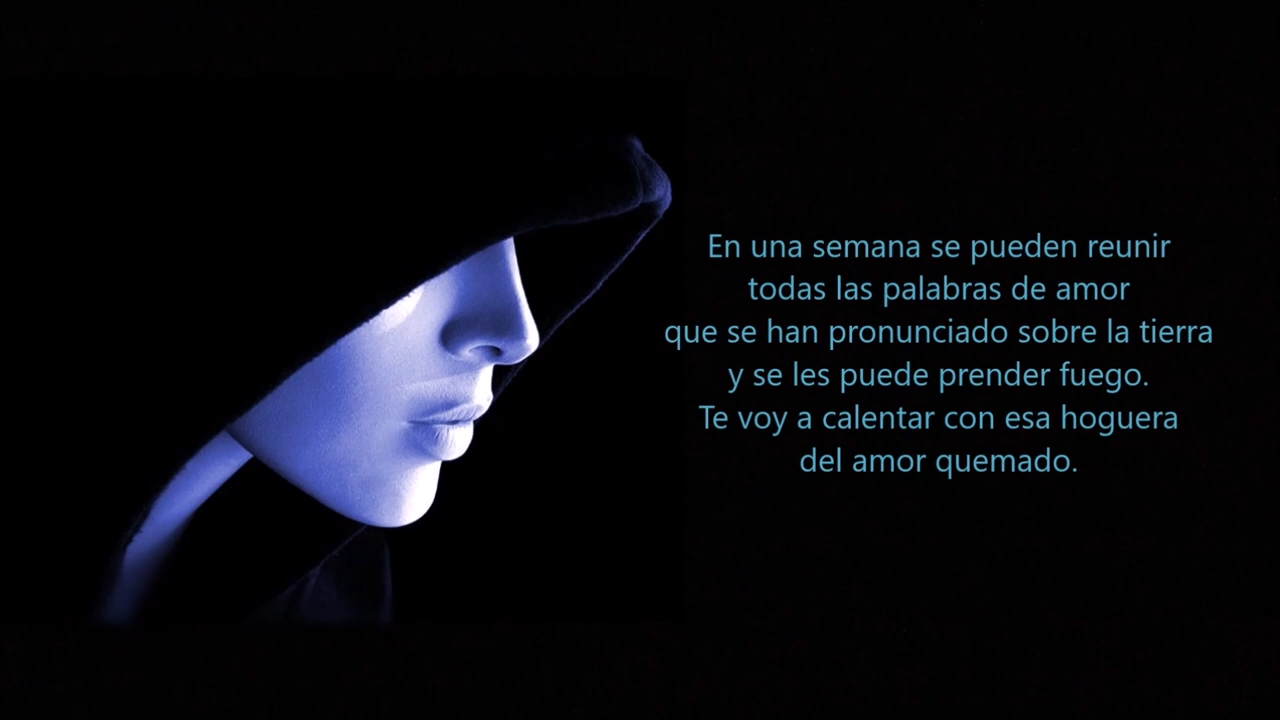 En una semana se pueden reunir
todas las palabras de amor
que se han pronunciado sobre la tierra
y se les puede prender fuego.
Te voy a calentar con esa hoguera
del amor quemado.